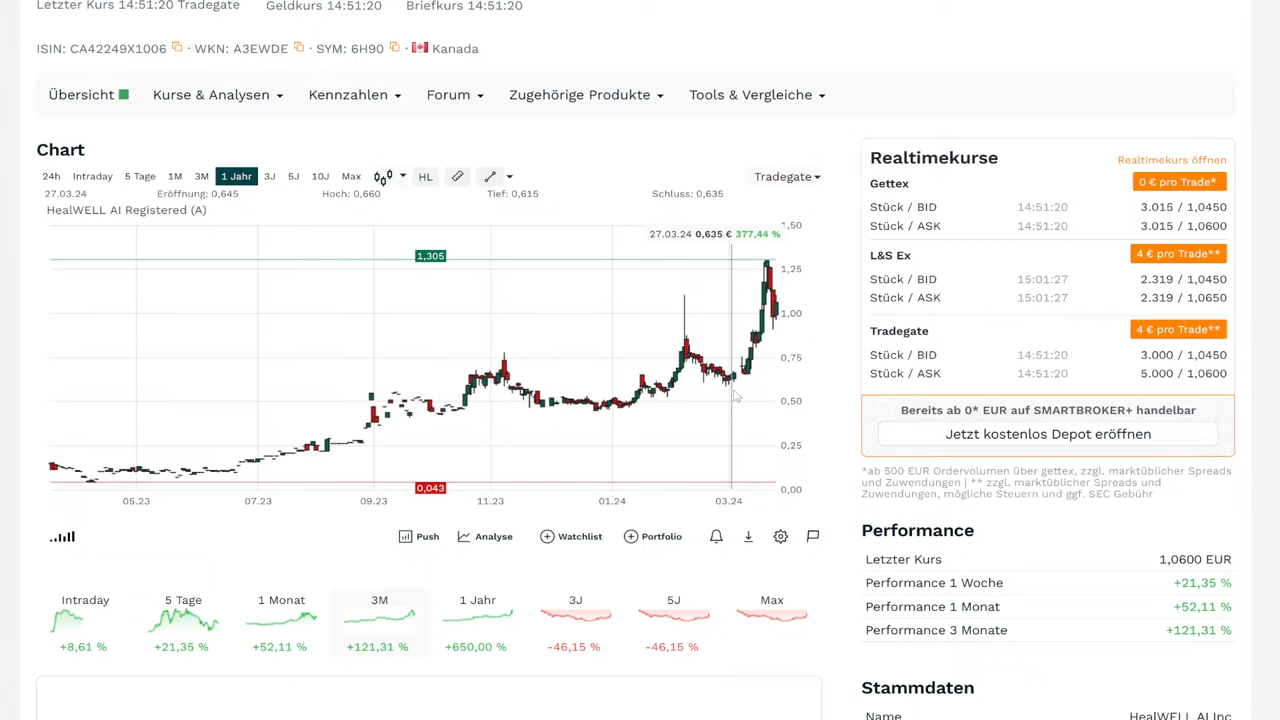 Letzter Kurs 14:51:20 Tradegate Geldkurs 14:51:20 Briefkurs 14:51:20
ISIN: CA42249X1006 · WKN: A3EWDE · SYM: 6H90 · Kanada
Übersicht Kurse & Analysen Kennzahlen Forum Zugehörige Produkte Tools & Vergleiche
Chart
24h Intraday 5 Tage 1M 3M 1 Jahr 3J 5J 10J Max HL Tradegate
27.03.24 Eröffnung: 0,645 Hoch: 0,660 Tief: 0,615 Schluss: 0,635
HealWELL AI Registered (A)
27.03.24 0,635 € 377,44 %
1,50
1,305
1,25
1,00
0,75
0,50
0,25
0,043
0,00
05.23 07.23 09.23 11.23 01.24 03.24
Push Analyse Watchlist Portfolio
Intraday 5 Tage 1 Monat 3M 1 Jahr 3J 5J Max
+8,61 % +21,35 % +52,11 % +121,31 % +650,00 % -46,15 % -46,15 %
Realtimekurse Realtimekurs öffnen
Gettex 0 € pro Trade*
Stück / BID 14:51:20 3.015 / 1,0450
Stück / ASK 14:51:20 3.015 / 1,0600
L&S Ex 4 € pro Trade**
Stück / BID 15:01:27 2.319 / 1,0450
Stück / ASK 15:01:27 2.319 / 1,0650
Tradegate 4 € pro Trade**
Stück / BID 14:51:20 3.000 / 1,0450
Stück / ASK 14:51:20 5.000 / 1,0600
Bereits ab 0* EUR auf SMARTBROKER+ handelbar
Jetzt kostenlos Depot eröffnen
*ab 500 EUR Ordervolumen über gettex, zzgl. marktüblicher Spreads
und Zuwendungen | ** zzgl. marktüblicher Spreads und
Zuwendungen, mögliche Steuern und ggf. SEC Gebühr
Performance
Letzter Kurs 1,0600 EUR
Performance 1 Woche +21,35 %
Performance 1 Monat +52,11 %
Performance 3 Monate +121,31 %
Stammdaten
Name HealWELL AI Inc